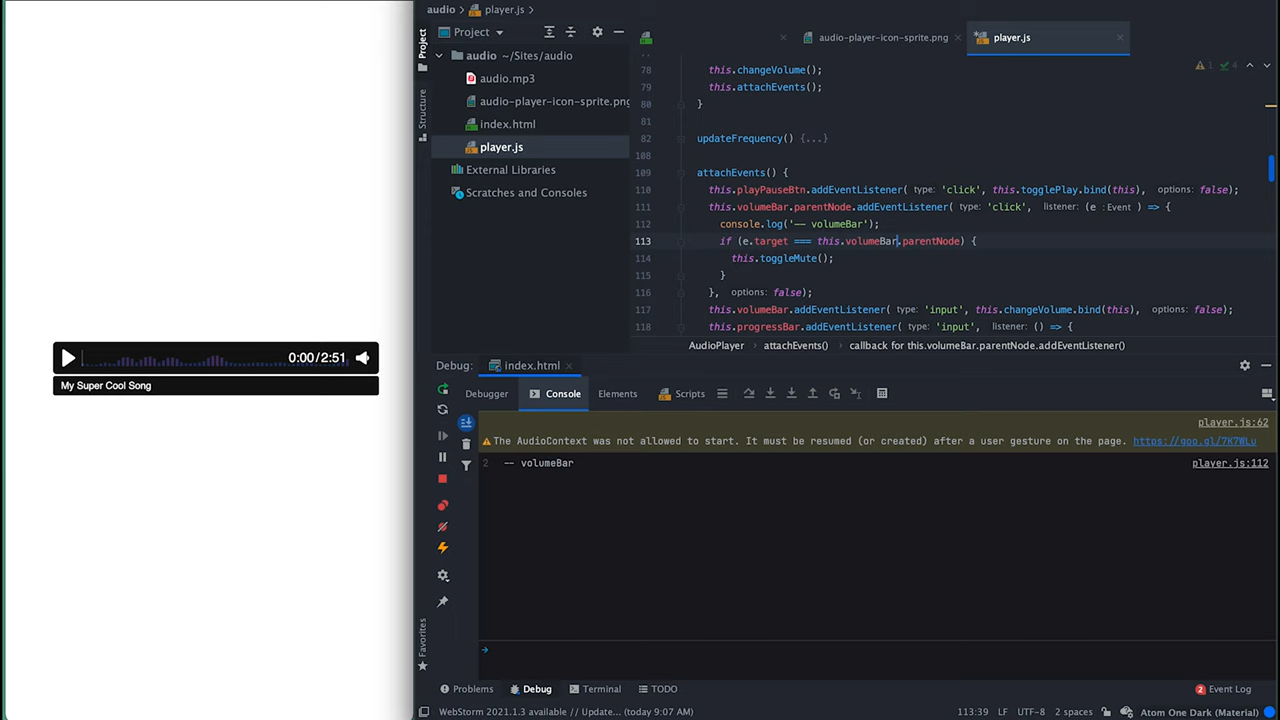 audio
player.js
Project
Project
audio-player-icon-sprite.png
player.js
audio ~/Sites/audio
audio.mp3
audio-player-icon-sprite.png
index.html
player.js
External Libraries
Scratches and Consoles
Structure
1
4
78 this.changeVolume();
79 this.attachEvents();
80 }
81
82 updateFrequency() {...}
108
109 attachEvents() {
110 this.playPauseBtn.addEventListener( type: 'click', this.togglePlay.bind(this), options: false);
111 this.volumeBar.parentNode.addEventListener( type: 'click', listener: (e : Event ) => {
112 console.log('-- volumeBar');
113 if (e.target === this.volumeBar.parentNode) {
114 this.toggleMute();
115 }
116 }, options: false);
117 this.volumeBar.addEventListener( type: 'input', this.changeVolume.bind(this), options: false);
118 this.progressBar.addEventListener( type: 'input', listener: () => {
AudioPlayer attachEvents() callback for this.volumeBar.parentNode.addEventListener()
0:00/2:51
My Super Cool Song
Debug: index.html
Debugger Console Elements Scripts
player.js:62
The AudioContext was not allowed to start. It must be resumed (or created) after a user gesture on the page. https://goo.gl/7K7WLu
2 -- volumeBar player.js:112
Favorites
Problems Debug Terminal TODO
2 Event Log
WebStorm 2021.1.3 available // Update... (today 9:07 AM)
113:39 LF UTF-8 2 spaces Atom One Dark (Material)